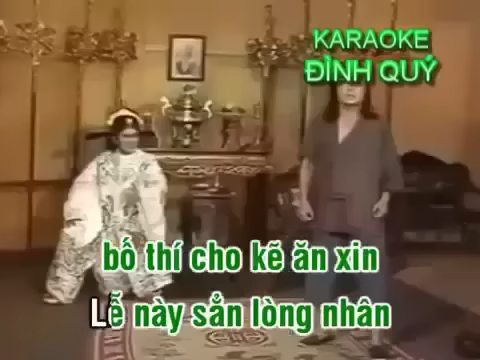 KARAOKE
ĐÌNH QUÝ
bố thí cho kẽ ăn xin
Lễ này sẳn lòng nhân